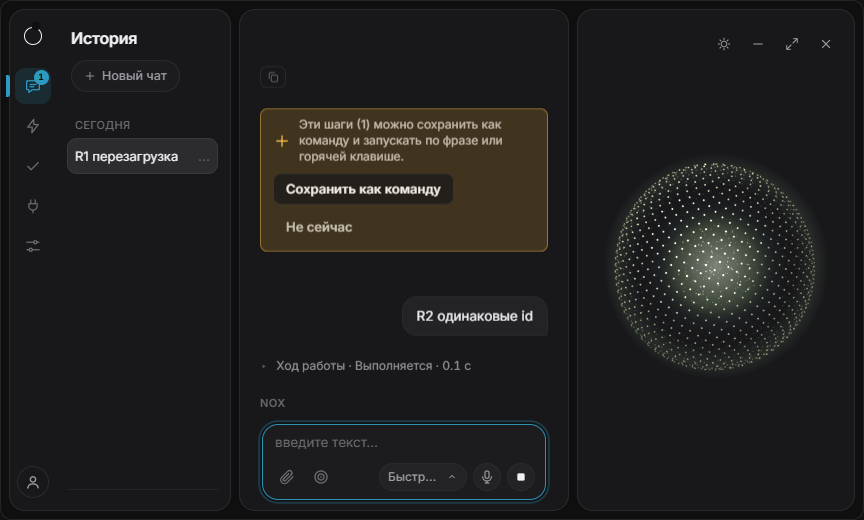 История
1
Новый чат
СЕГОДНЯ
R1 перезагрузка
...
Эти шаги (1) можно сохранить как
команду и запускать по фразе или
горячей клавише.
Сохранить как команду
Не сейчас
R2 одинаковые id
Ход работы · Выполняется · 0.1 с
NOX
введите текст...
Быстр...